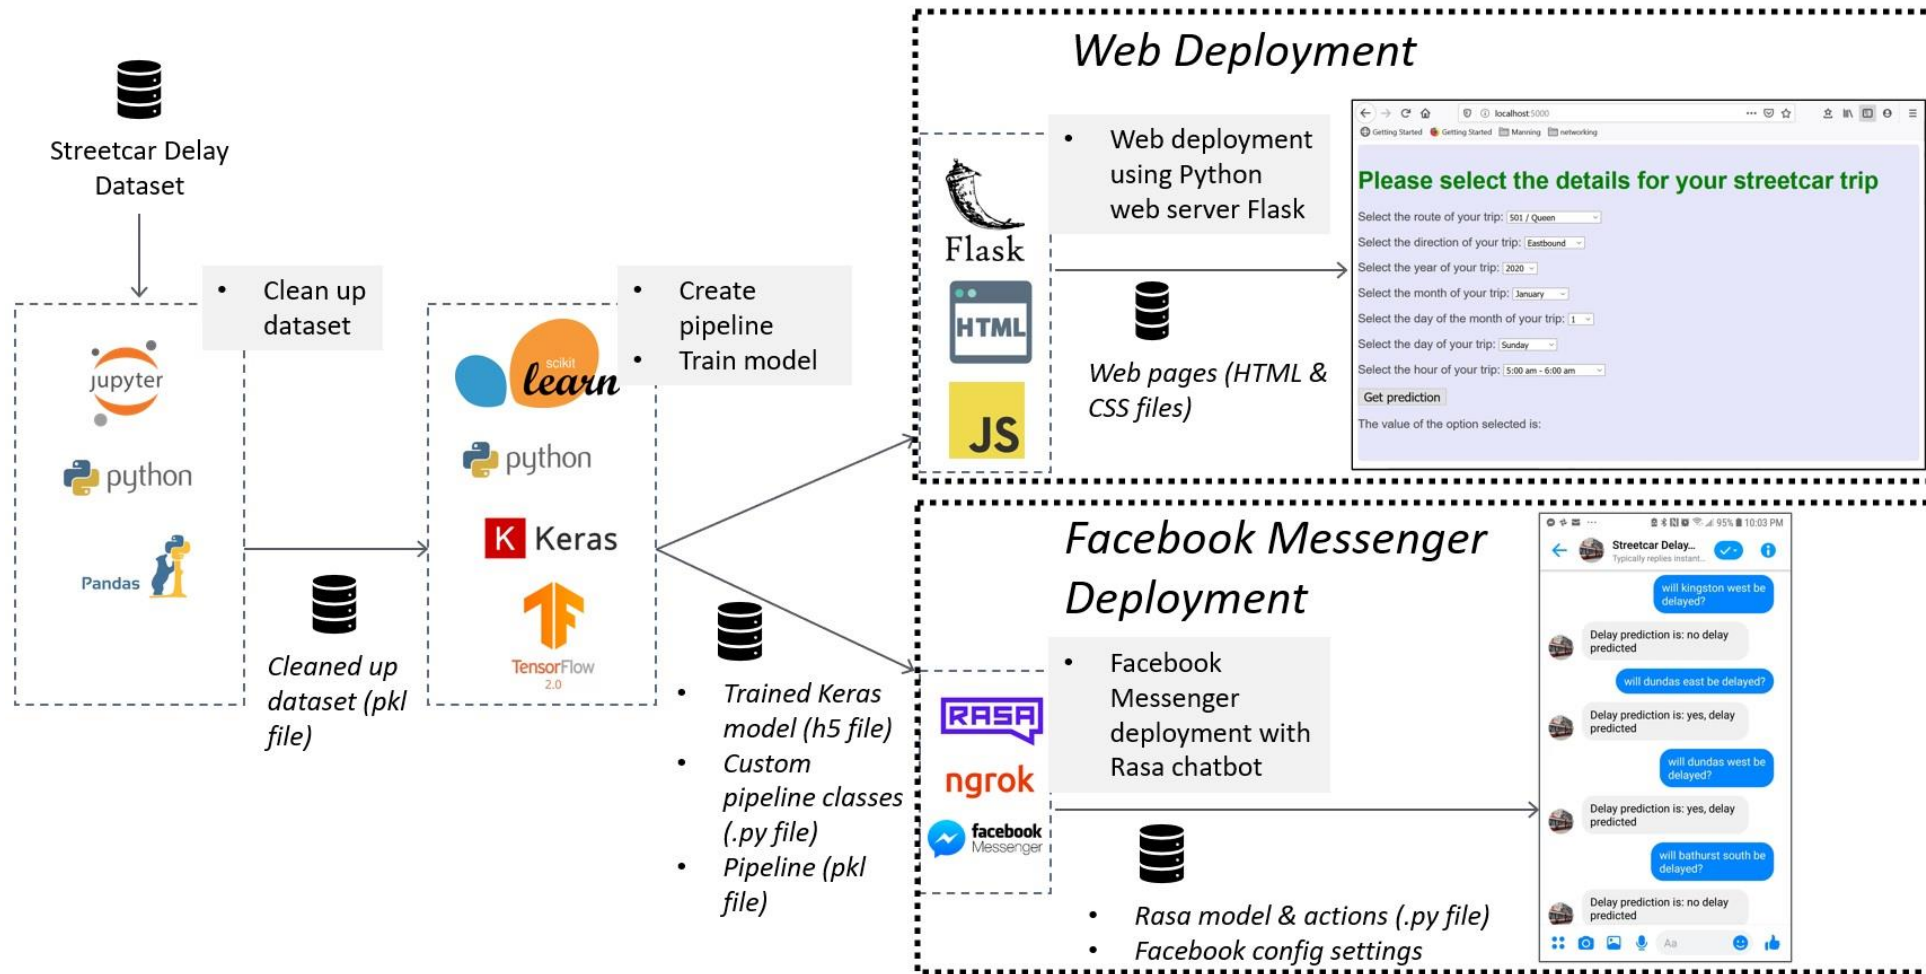 Streetcar Delay
Dataset
• Clean up
dataset
jupyter
python
Pandas
Cleaned up
dataset (pkl
file)
• Create
pipeline
• Train model
scikit
learn
python
K Keras
TensorFlow
2.0
• Trained Keras
model (h5 file)
• Custom
pipeline classes
(.py file)
• Pipeline (pkl
file)
Web Deployment
Flask
HTML
JS
• Web deployment
using Python
web server Flask
Web pages (HTML &
CSS files)
localhost:5000
Getting Started Getting Started Manning networking
Please select the details for your streetcar trip
Select the route of your trip: 501 / Queen
Select the direction of your trip: Eastbound
Select the year of your trip: 2020
Select the month of your trip: January
Select the day of the month of your trip: 1
Select the day of your trip: Sunday
Select the hour of your trip: 5:00 am - 6:00 am
Get prediction
The value of the option selected is:
Facebook Messenger
Deployment
RASA
ngrok
facebook
Messenger
• Facebook
Messenger
deployment with
Rasa chatbot
• Rasa model & actions (.py file)
• Facebook config settings
95% 10:03 PM
Streetcar Delay...
Typically replies instant...
will kingston west be
delayed?
Delay prediction is: no delay
predicted
will dundas east be delayed?
Delay prediction is: yes, delay
predicted
will dundas west be
delayed?
Delay prediction is: yes, delay
predicted
will bathurst south be
delayed?
Delay prediction is: no delay
predicted
Aa